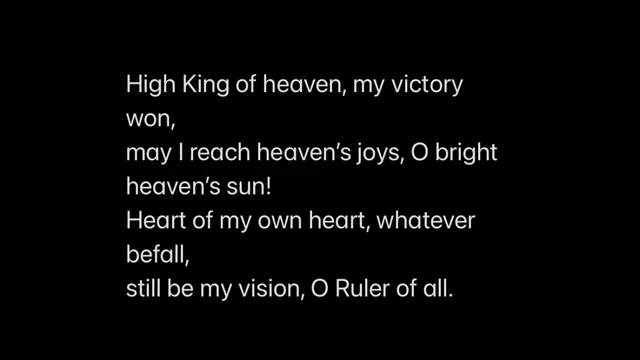 High King of heaven, my victory
won,
may I reach heaven’s joys, O bright
heaven’s sun!
Heart of my own heart, whatever
befall,
still be my vision, O Ruler of all.